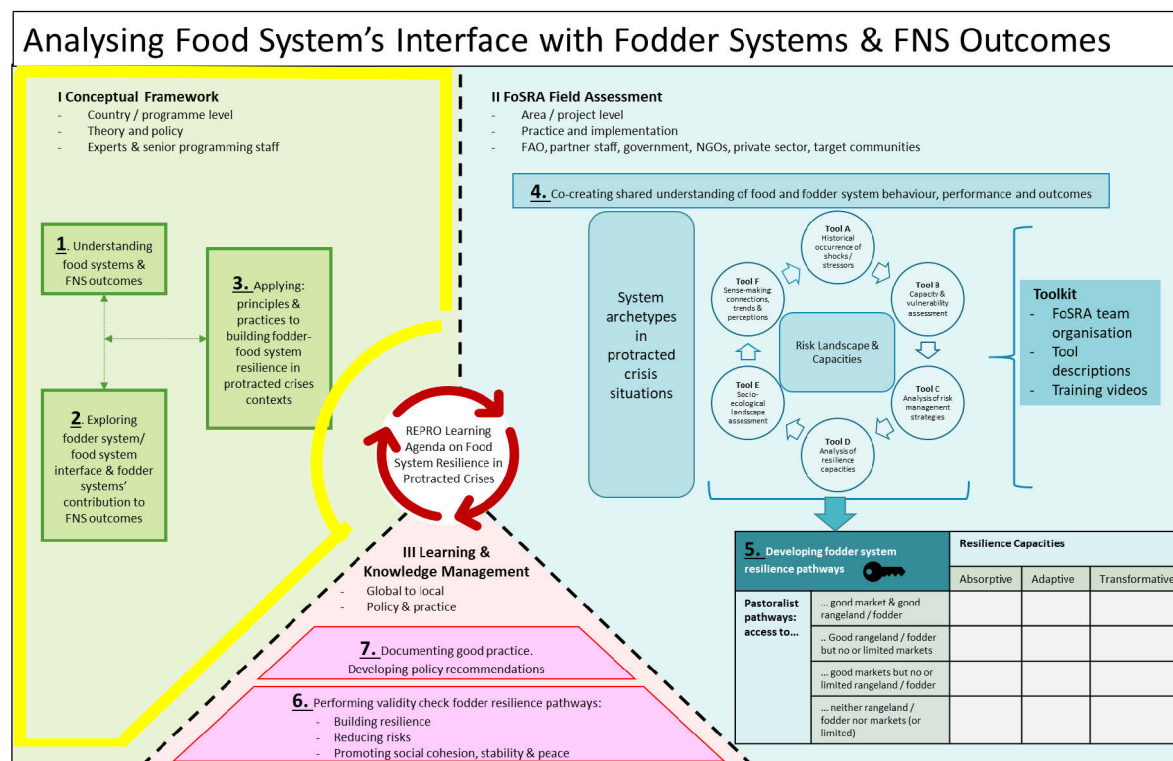 Analysing Food System's Interface with Fodder Systems & FNS Outcomes
I Conceptual Framework
- Country / programme level
- Theory and policy
- Experts & senior programming staff
1. Understanding
food systems &
FNS outcomes
3. Applying:
principles &
practices to
building fodder-
food system
resilience in
protracted crises
contexts
2. Exploring
fodder system/
food system
interface & fodder
systems'
contribution to
FNS outcomes
II FoSRA Field Assessment
- Area / project level
- Practice and implementation
- FAO, partner staff, government, NGOs, private sector, target communities
4. Co-creating shared understanding of food and fodder system behaviour, performance and outcomes
System
archetypes
in
protracted
crisis
situations
Tool A
Historical
occurrence of
shocks/
stressors
Tool B
Capacity &
vulnerability
assessment
Tool C
Analysis of risk
management
strategies
Tool D
Analysis of
resilience
capacities
Tool E
Socio-
ecological
landscape
assessment
Tool F
Sense-making
connections,
trends &
perceptions
Risk Landscape &
Capacities
Toolkit
- FoSRA team
organisation
- Tool
descriptions
- Training videos
REPRO Learning
Agenda on Food
System Resilience in
Protracted Crises
5. Developing fodder system
resilience pathways
Resilience Capacities
Absorptive
Adaptive
Transformative
Pastoralist
pathways:
access to...
... good market & good
rangeland / fodder
.. Good rangeland / fodder
but no or limited markets
... good markets but no or
limited rangeland / fodder
... neither rangeland /
fodder nor markets (or
limited)
III Learning &
Knowledge Management
- Global to local
- Policy & practice
7. Documenting good practice.
Developing policy recommendations
6. Performing validity check fodder resilience pathways:
- Building resilience
- Reducing risks
- Promoting social cohesion, stability & peace